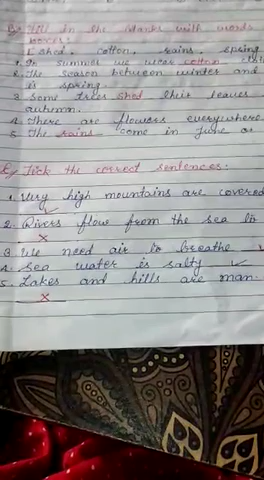 Fill in the blanks with words
boxes:
[shed, cotton, rains, spring
1. In summer we wear cotton
2. The season between winter and
is spring.
3. Some trees shed their leaves
autumn.
4. There are flowers everywhere
5. The rains come in June or
Tick the correct sentences.
1. Very high mountains are covered
✓
2. Rivers flow from the sea to
×
3. We need air to breathe
4. Sea water is salty ✓
5. Lakes and hills are man-
×